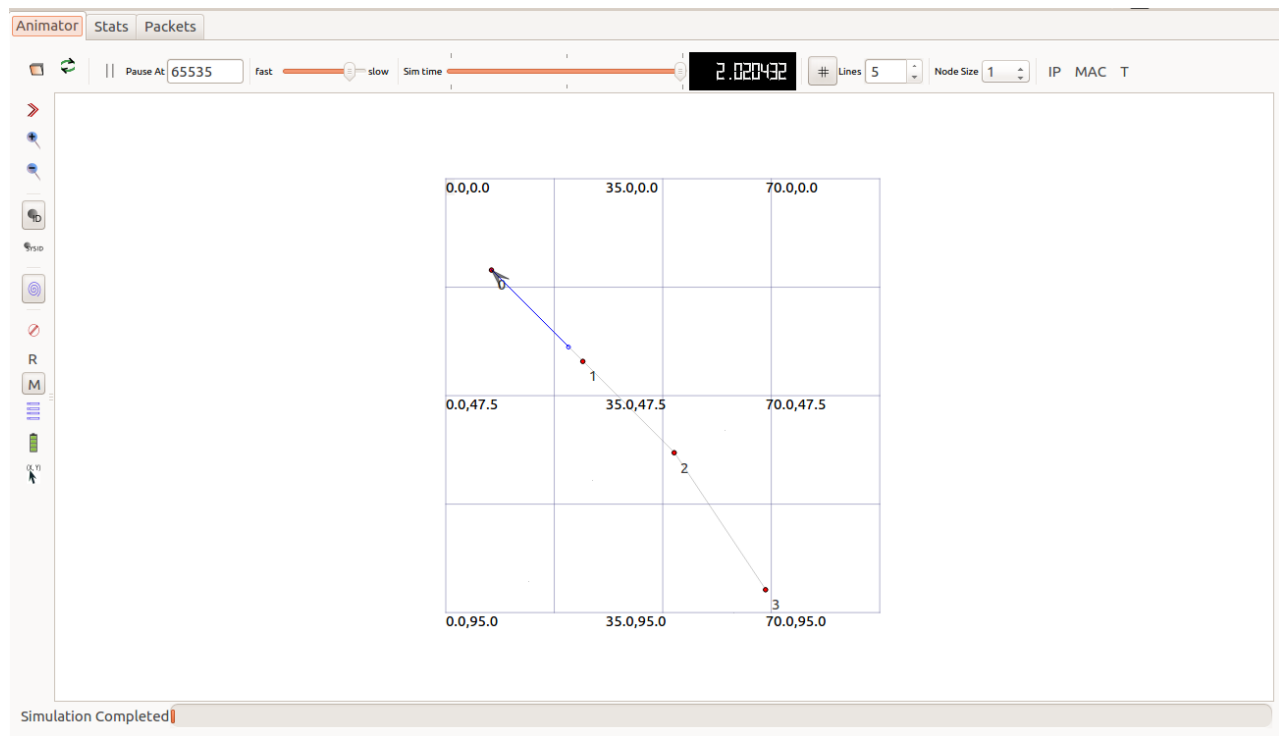 Animator Stats Packets
Pause At 65535 fast slow Sim time 2.020432 # Lines 5 Node Size 1 IP MAC T
ID
SYSID
R
M
(X, Y)
0.0,0.0 35.0,0.0 70.0,0.0
0
1
0.0,47.5 35.0,47.5 70.0,47.5
2
3
0.0,95.0 35.0,95.0 70.0,95.0
Simulation Completed